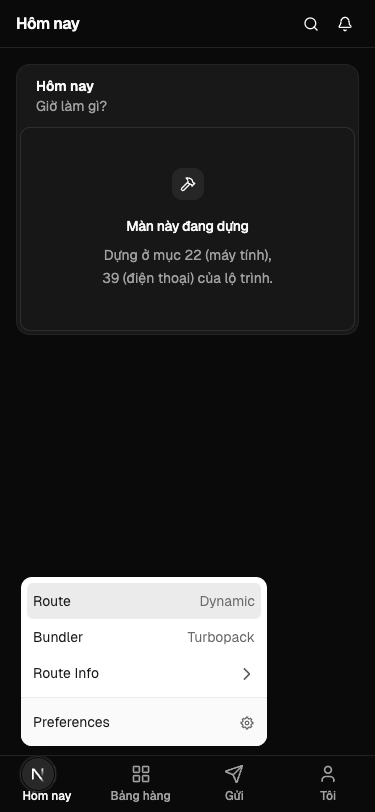 Hôm nay
Hôm nay
Giờ làm gì?
Màn này đang dựng
Dựng ở mục 22 (máy tính),
39 (điện thoại) của lộ trình.
Route Dynamic
Bundler Turbopack
Route Info
Preferences
N
Hôm nay Bảng hàng Gửi Tôi